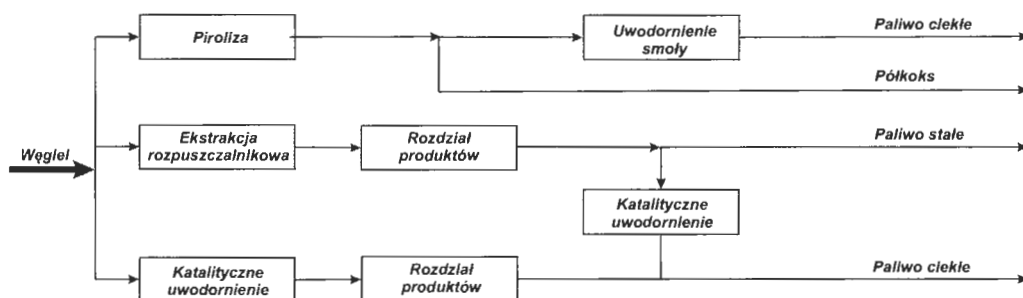 Piroliza
Uwodornienie
smoły
Paliwo ciekłe
Półkoks
Węgiel
Ekstrakcja
rozpuszczalnikowa
Rozdział
produktów
Paliwo stałe
Katalityczne
uwodornienie
Katalityczne
uwodornienie
Rozdział
produktów
Paliwo ciekłe